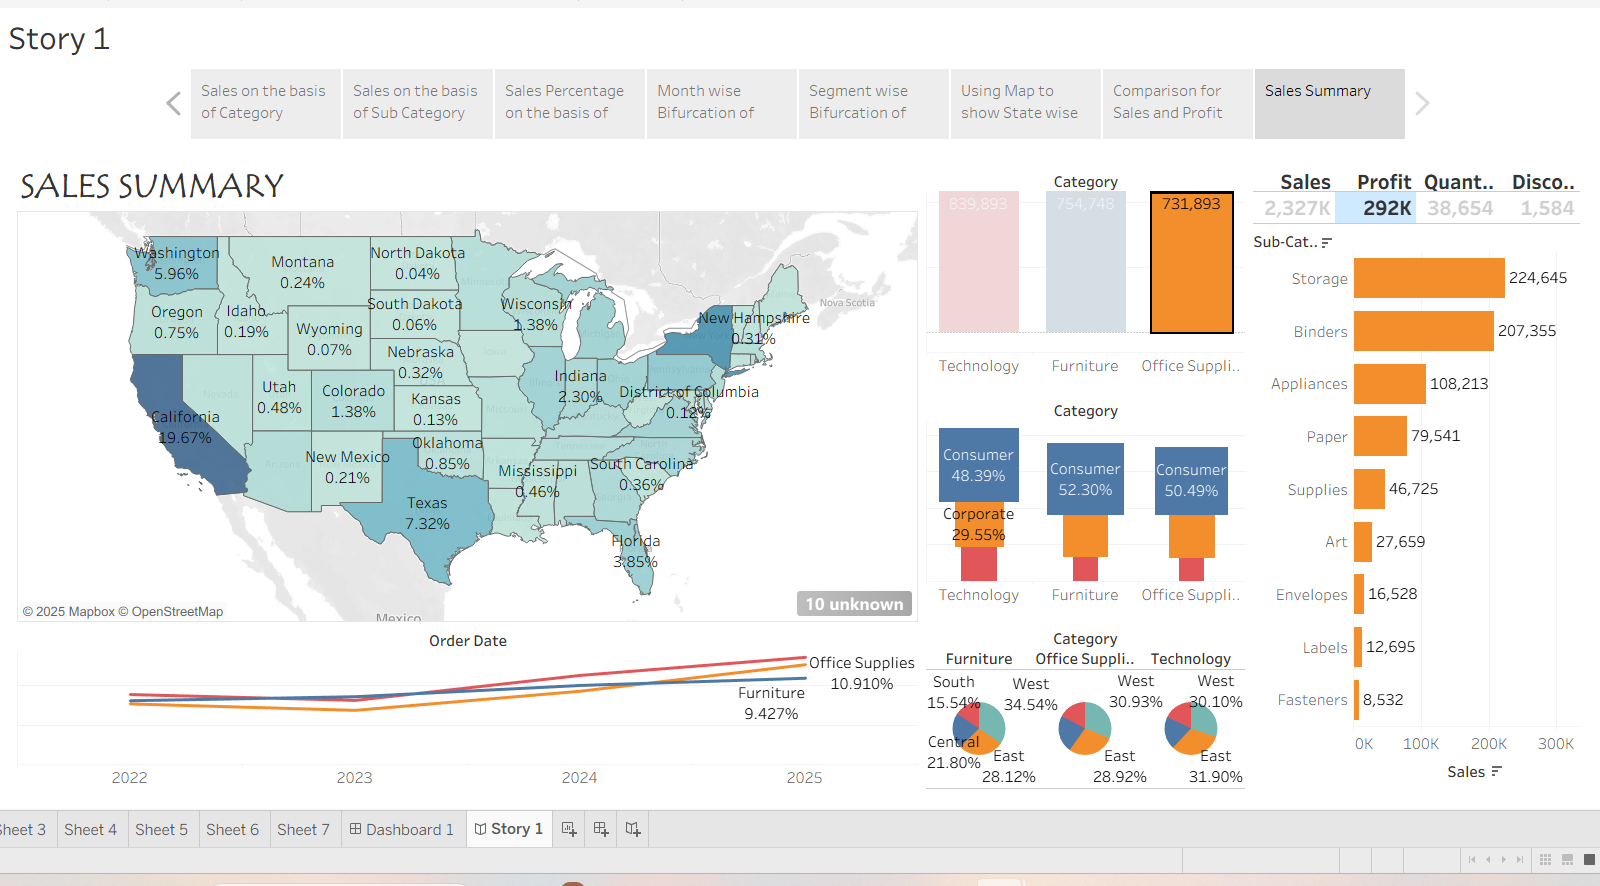 Story 1
Sales on the basis
of Category
Sales on the basis
of Sub Category
Sales Percentage
on the basis of
Month wise
Bifurcation of
Segment wise
Bifurcation of
Using Map to
show State wise
Comparison for
Sales and Profit
Sales Summary
SALES SUMMARY
Washington
5.96%
Montana
0.24%
North Dakota
0.04%
Minnesota
Maine
Nova Scotia
Oregon
0.75%
Idaho
0.19%
Wyoming
0.07%
South Dakota
0.06%
Wisconsin
1.38%
Michigan
New York
New Hampshire
0.31%
Nebraska
0.32%
Iowa
Nevada
Utah
0.48%
Colorado
1.38%
Kansas
0.13%
Missouri
Illinois
Indiana
2.30%
Pennsylvania
District of Columbia
0.12%
California
19.67%
Arizona
New Mexico
0.21%
Oklahoma
0.85%
Tennessee
North
Mississippi
0.46%
South Carolina
0.36%
Texas
7.32%
Florida
3.85%
Mexico
© 2025 Mapbox © OpenStreetMap
10 unknown
Order Date
Office Supplies
10.910%
Furniture
9.427%
2022
2023
2024
2025
Category
839,893
754,748
731,893
Technology
Furniture
Office Suppli..
Category
Consumer
48.39%
Corporate
29.55%
Consumer
52.30%
Consumer
50.49%
Technology
Furniture
Office Suppli..
Category
Furniture
Office Suppli..
Technology
South
15.54%
West
34.54%
Central
21.80%
East
28.12%
West
30.93%
East
28.92%
West
30.10%
East
31.90%
Sales
Profit
Quant..
Disco..
2,327K
292K
38,654
1,584
Sub-Cat..
Storage
224,645
Binders
207,355
Appliances
108,213
Paper
79,541
Supplies
46,725
Art
27,659
Envelopes
16,528
Labels
12,695
Fasteners
8,532
0K
100K
200K
300K
Sales
Sheet 4
Sheet 5
Sheet 6
Sheet 7
Dashboard 1
Story 1